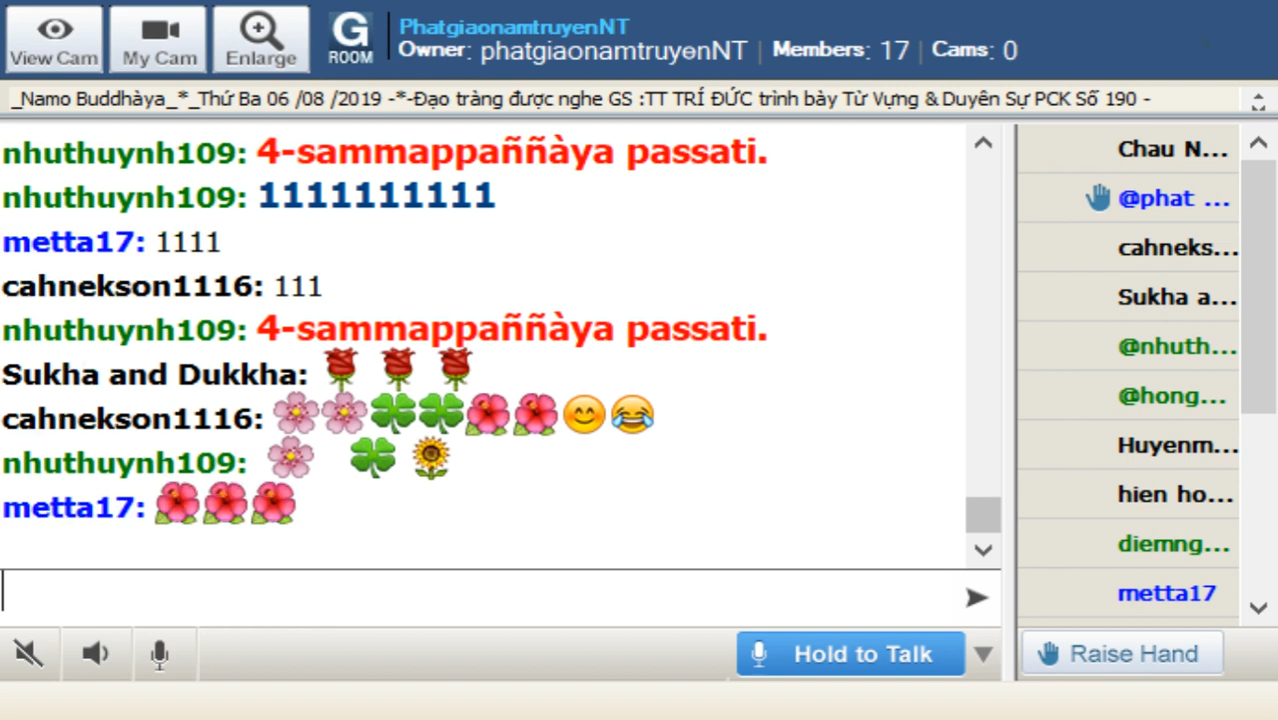 View Cam
My Cam
Enlarge
G
ROOM
PhatgiaonamtruyenNT
Owner: phatgiaonamtruyenNT | Members: 17 | Cams: 0
_Namo Buddhàya_*_Thứ Ba 06 /08 /2019 -*-Đạo tràng được nghe GS :TT TRÍ ĐỨC trình bày Từ Vựng & Duyên Sự PCK Số 190 -
nhuthuynh109: 4-sammappaññàya passati.
nhuthuynh109: 1111111111
metta17: 1111
cahnekson1116: 111
nhuthuynh109: 4-sammappaññàya passati.
Sukha and Dukkha: 🌹 🌹 🌹
cahnekson1116: 🌸🌸🍀🍀🌺🌺😊😂
nhuthuynh109: 🌸 🍀 🌻
metta17: 🌺🌺🌺
Chau N...
@phat ...
cahneks...
Sukha a...
@nhuth...
@hong...
Huyenm...
hien ho...
diemng...
metta17
Hold to Talk
Raise Hand